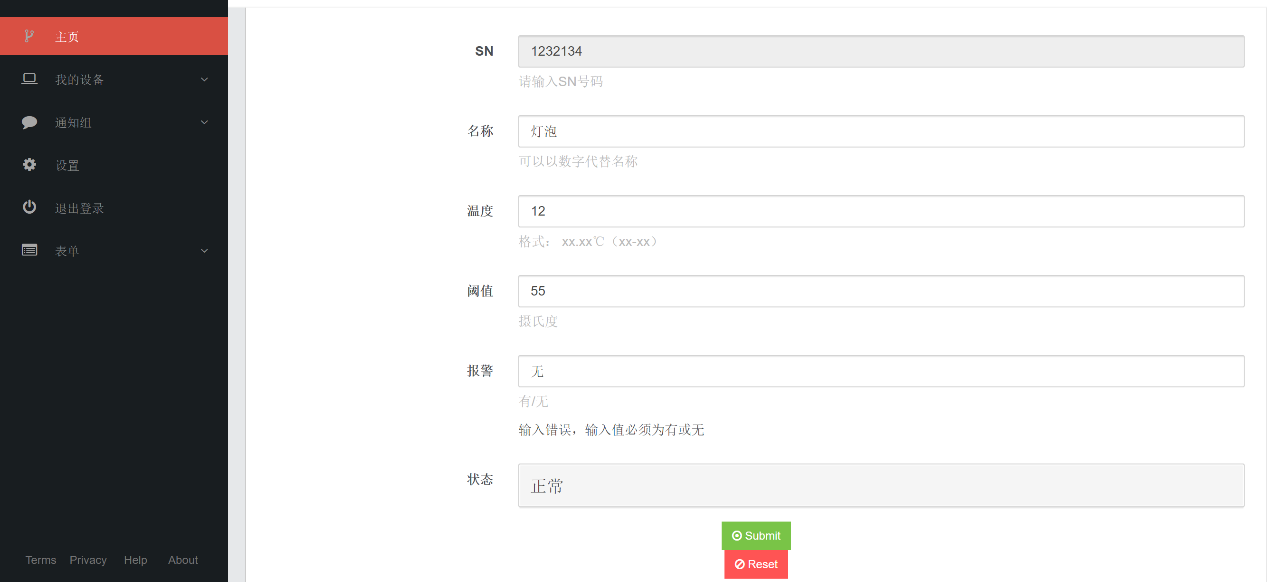 主页
我的设备
通知组
设置
退出登录
表单
Terms Privacy Help About
SN 1232134
请输入SN号码
名称 灯泡
可以以数字代替名称
温度 12
格式： xx.xx℃（xx-xx）
阈值 55
摄氏度
报警 无
有/无
输入错误，输入值必须为有或无
状态 正常
Submit
Reset